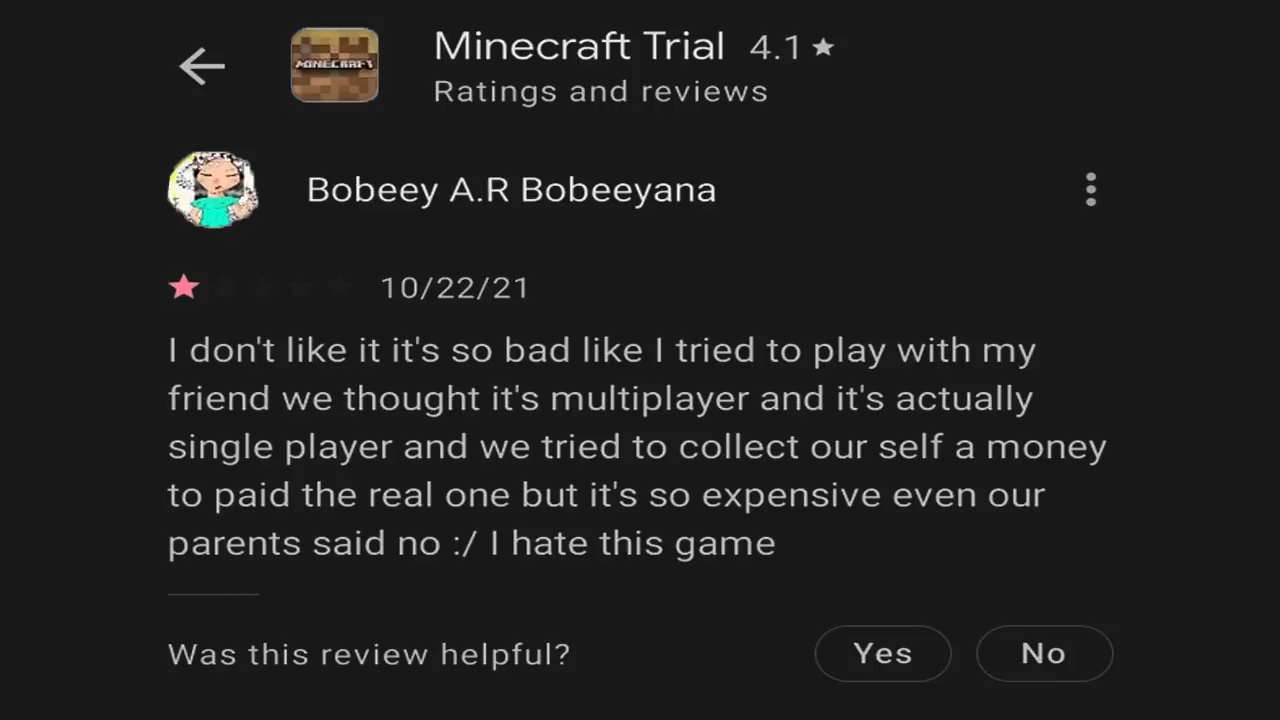 Minecraft Trial 4.1 ★
MINECRAFT
Ratings and reviews
Bobeey A.R Bobeeyana
10/22/21
I don't like it it's so bad like I tried to play with my
friend we thought it's multiplayer and it's actually
single player and we tried to collect our self a money
to paid the real one but it's so expensive even our
parents said no :/ I hate this game
Was this review helpful?
Yes
No